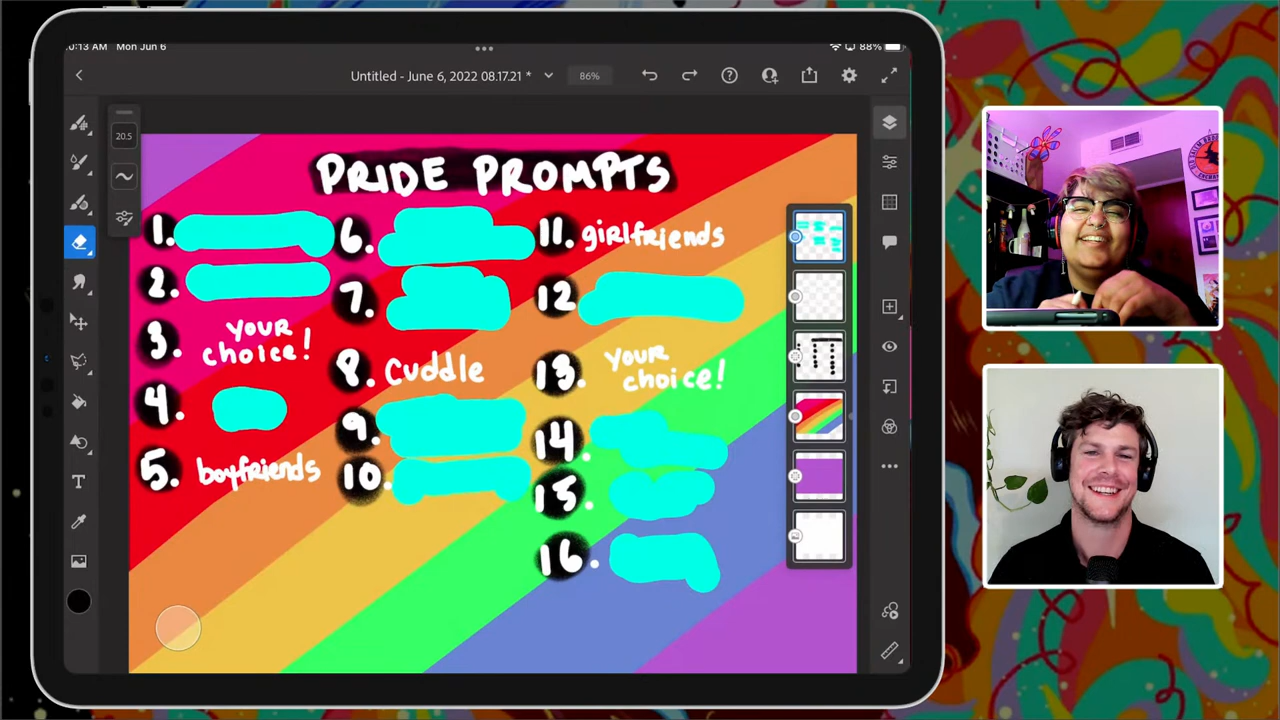 0:13 AM Mon Jun 6
88%
Untitled - June 6, 2022 08.17.21 *
86%
20.5
PRIDE PROMPTS
1.
2.
3. YOUR
choice!
4.
5. boyfriends
6.
7.
8. Cuddle
9.
10.
11. girlfriends
12
13. YOUR
choice!
14
15.
16.
T